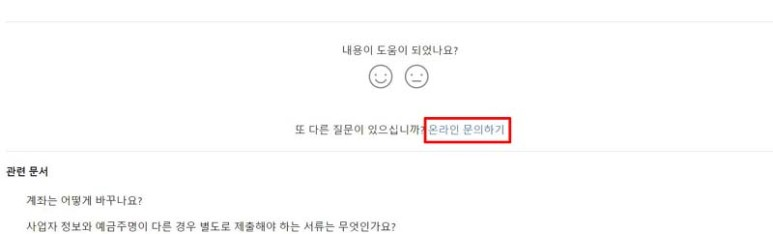 내용이 도움이 되었나요?
또 다른 질문이 있으십니까? 온라인 문의하기
관련 문서
계좌는 어떻게 바꾸나요?
사업자 정보와 예금주명이 다른 경우 별도로 제출해야 하는 서류는 무엇인가요?